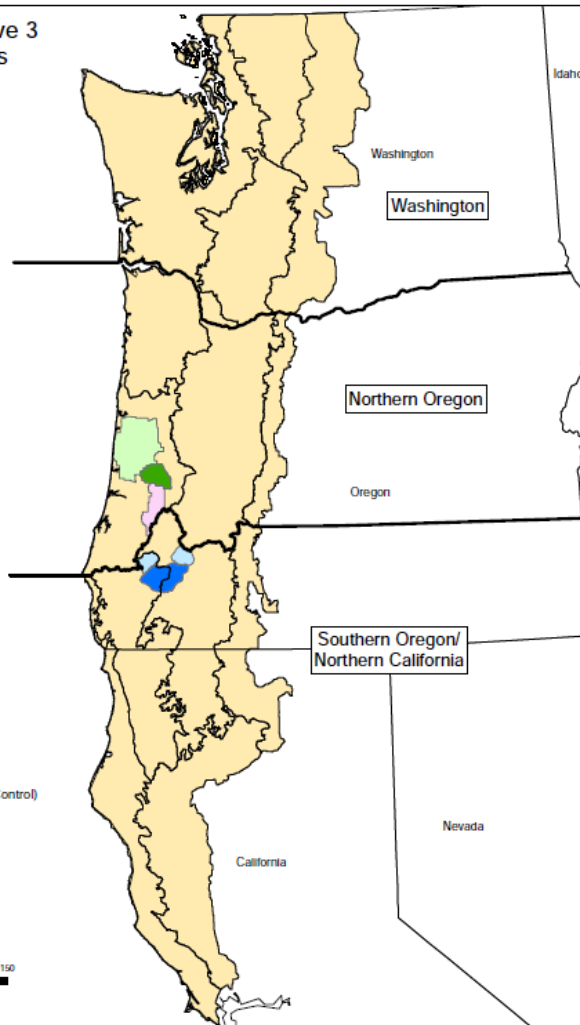 ve 3
s
Idaho
Washington
Washington
Northern Oregon
Oregon
Southern Oregon/
Northern California
ontrol)
Nevada
California
150